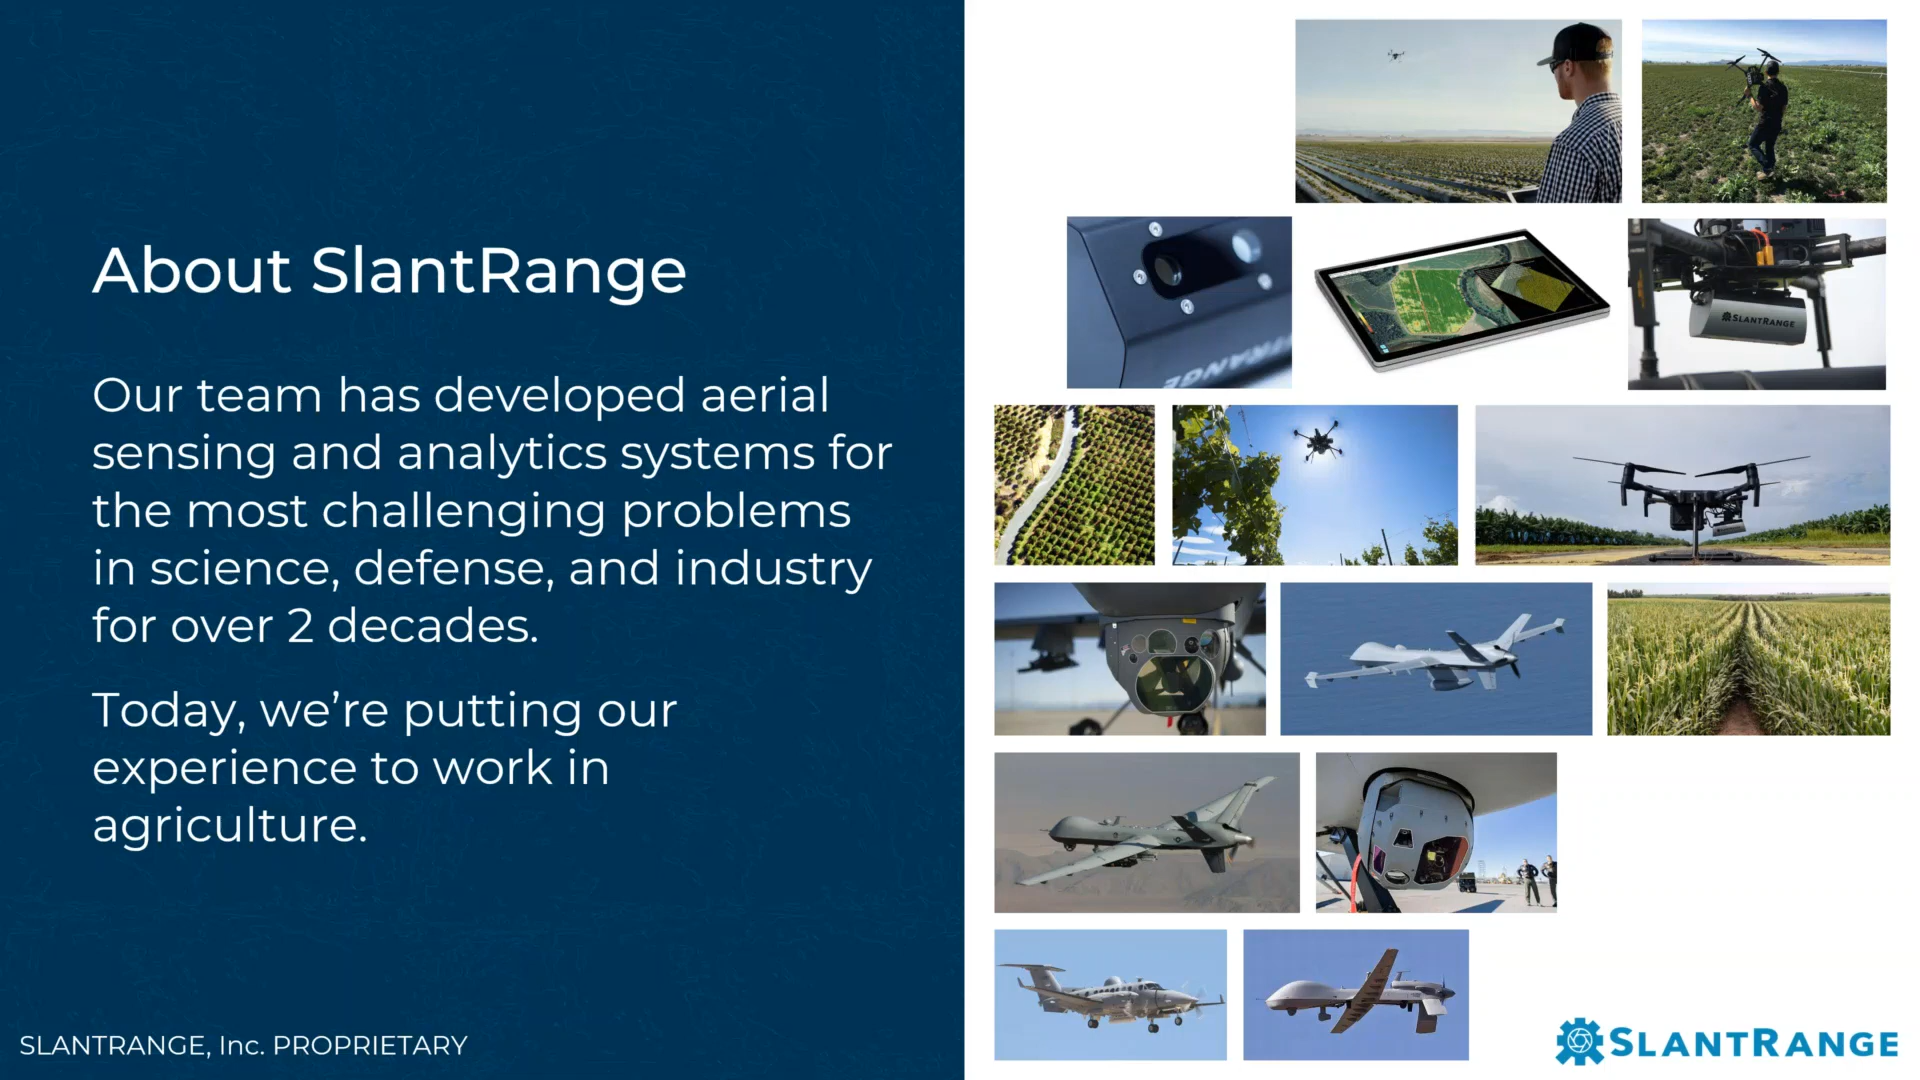 About SlantRange
Our team has developed aerial
sensing and analytics systems for
the most challenging problems
in science, defense, and industry
for over 2 decades.
Today, we’re putting our
experience to work in
agriculture.
SLANTRANGE, Inc. PROPRIETARY
SLANTRANGE
RANGE
SLANTRANGE